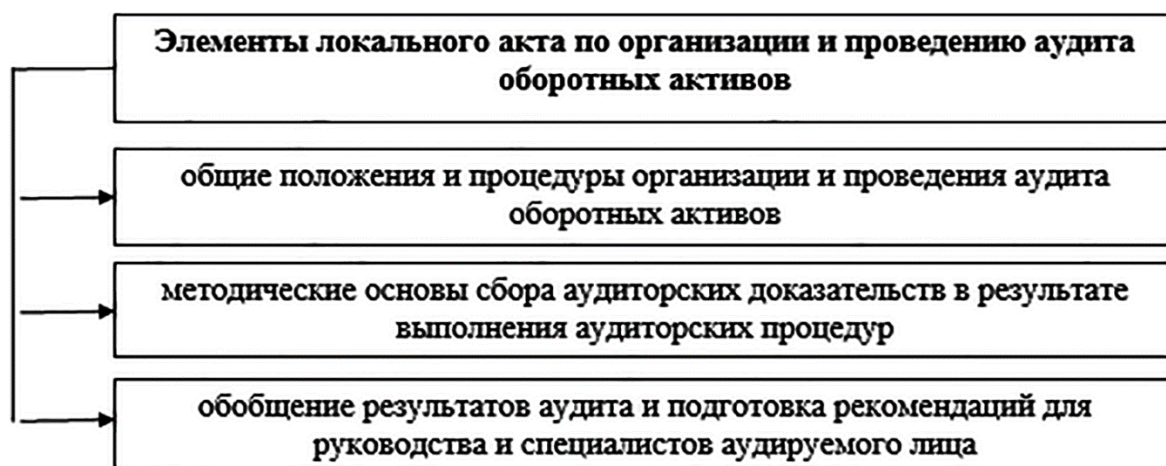 Элементы локального акта по организации и проведению аудита
оборотных активов
общие положения и процедуры организации и проведения аудита
оборотных активов
методические основы сбора аудиторских доказательств в результате
выполнения аудиторских процедур
обобщение результатов аудита и подготовка рекомендаций для
руководства и специалистов аудируемого лица